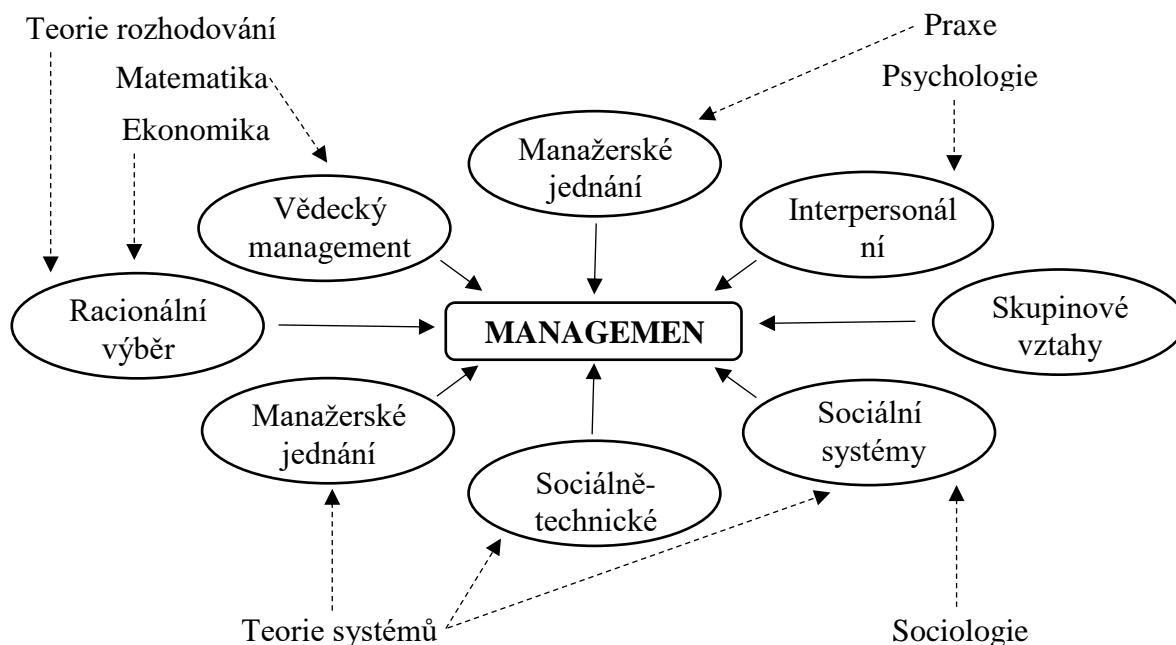 Teorie rozhodování
Praxe
Matematika
Psychologie
Ekonomika
Manažerské
jednání
Vědecký
management
Interpersonál
ní
Racionální
výběr
MANAGEMEN
Skupinové
vztahy
Manažerské
jednání
Sociálně-
technické
Sociální
systémy
Teorie systémů
Sociologie